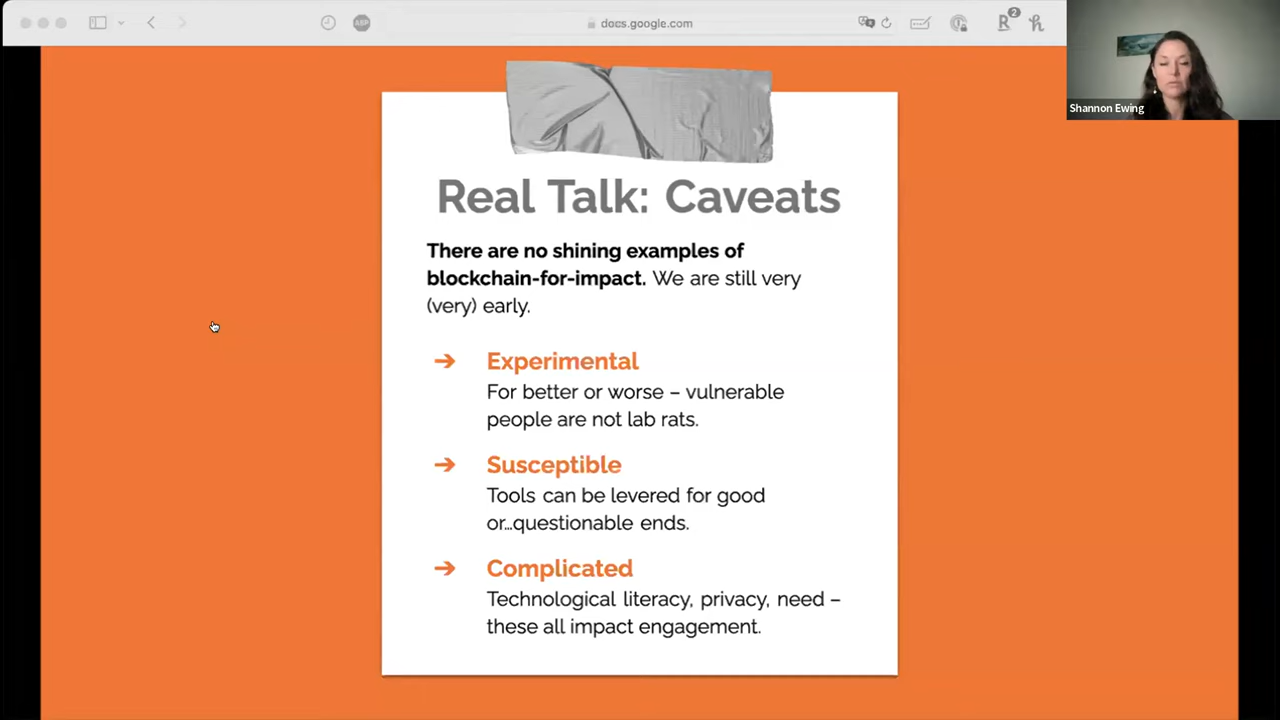 docs.google.com
ABP
R
2
Shannon Ewing
Real Talk: Caveats
There are no shining examples of
blockchain-for-impact. We are still very
(very) early.
→ Experimental
For better or worse – vulnerable
people are not lab rats.
→ Susceptible
Tools can be levered for good
or...questionable ends.
→ Complicated
Technological literacy, privacy, need –
these all impact engagement.